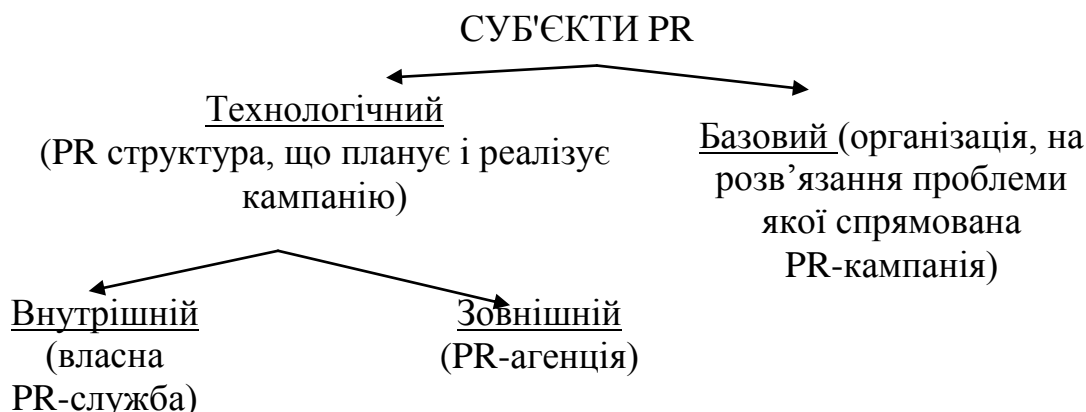 СУБ'ЄКТИ PR
Технологічний
(PR структура, що планує і реалізує
кампанію)
Базовий (організація, на
розв’язання проблеми
якої спрямована
PR-кампанія)
Внутрішній
(власна
PR-служба)
Зовнішній
(PR-агенція)